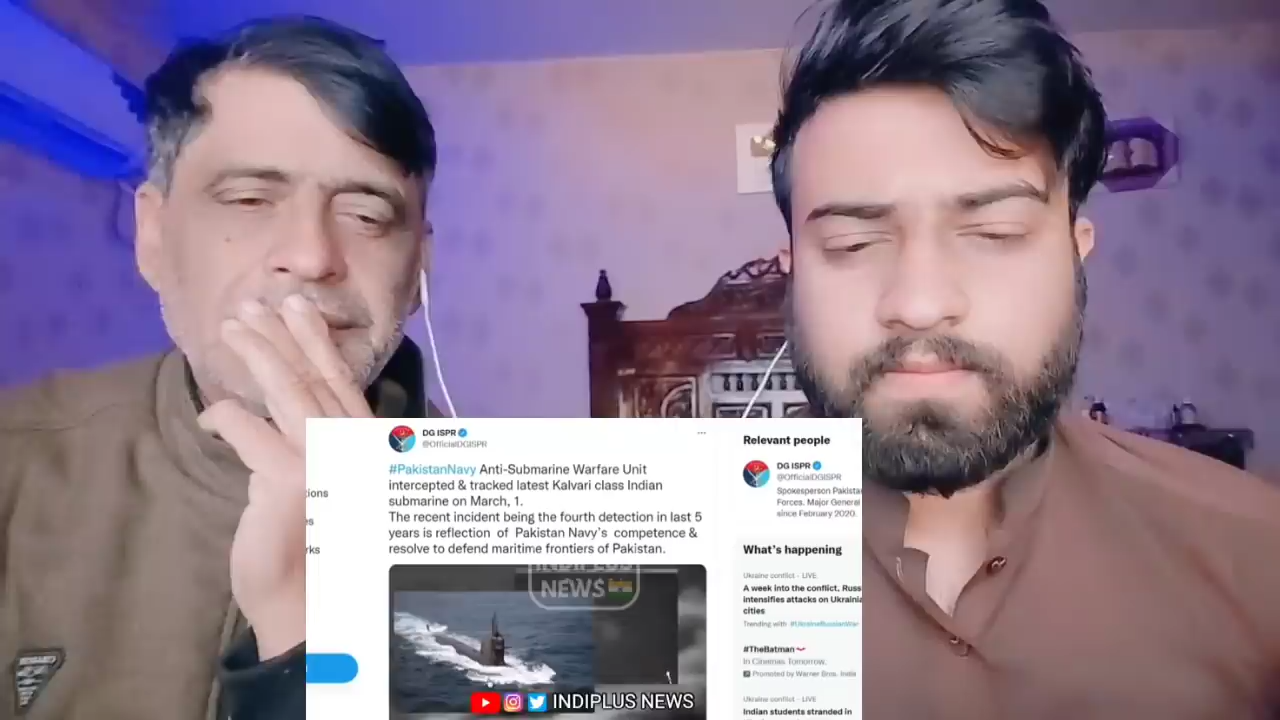 DG ISPR
@OfficialDGISPR
#PakistanNavy Anti-Submarine Warfare Unit
intercepted & tracked latest Kalvari class Indian
submarine on March, 1.
The recent incident being the fourth detection in last 5
years is reflection of Pakistan Navy's competence &
resolve to defend maritime frontiers of Pakistan.
INDIPLUS
NEWS
INDIPLUS NEWS
Relevant people
DG ISPR
@OfficialDGISPR
Spokesperson Pakista
Forces. Major General
since February 2020.
What's happening
Ukraine conflict - LIVE
A week into the conflict, Russ
intensifies attacks on Ukrainia
cities
Trending with #UkraineRussianWar
#TheBatman
In Cinemas Tomorrow.
Promoted by Warner Bros. India
Ukraine conflict - LIVE
Indian students stranded in